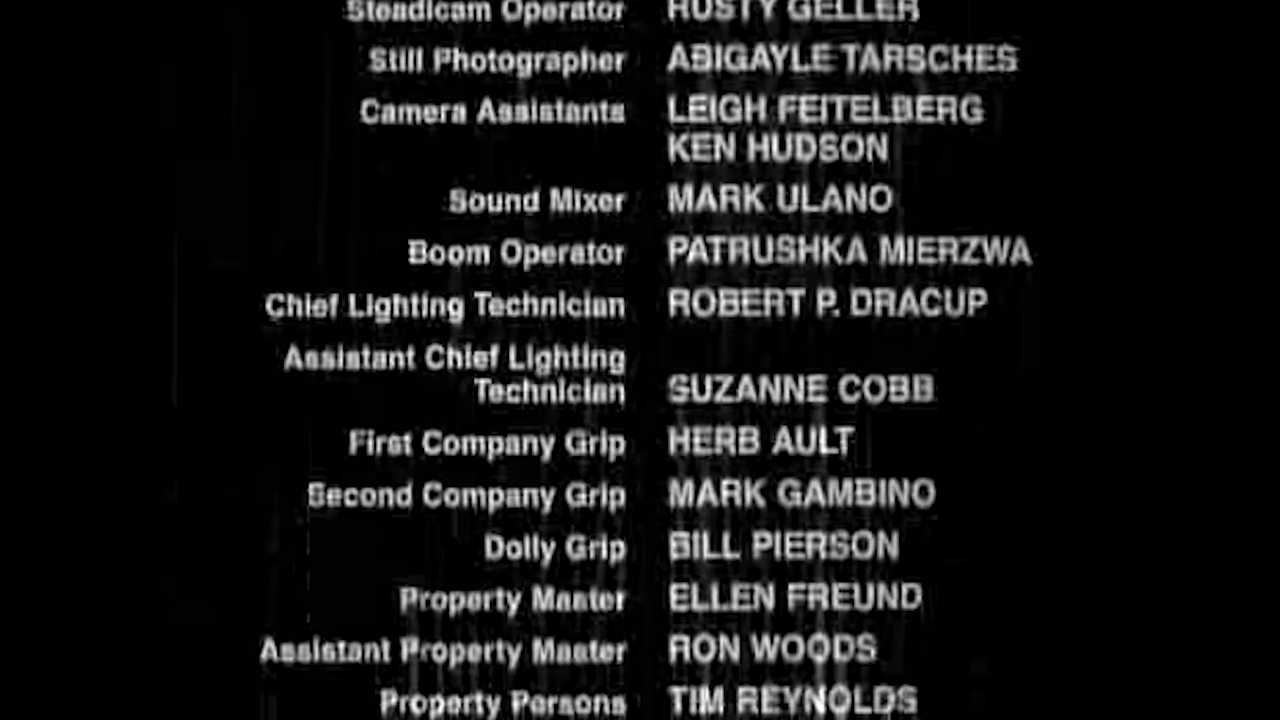 Steadicam Operator RUSTY GELLER
Still Photographer ABIGAYLE TARSCHES
Camera Assistants LEIGH FEITELBERG
KEN HUDSON
Sound Mixer MARK ULANO
Boom Operator PATRUSHKA MIERZWA
Chief Lighting Technician ROBERT P. DRACUP
Assistant Chief Lighting
Technician SUZANNE COBB
First Company Grip HERB AULT
Second Company Grip MARK GAMBINO
Dolly Grip BILL PIERSON
Property Master ELLEN FREUND
Assistant Property Master RON WOODS
Property Persons TIM REYNOLDS